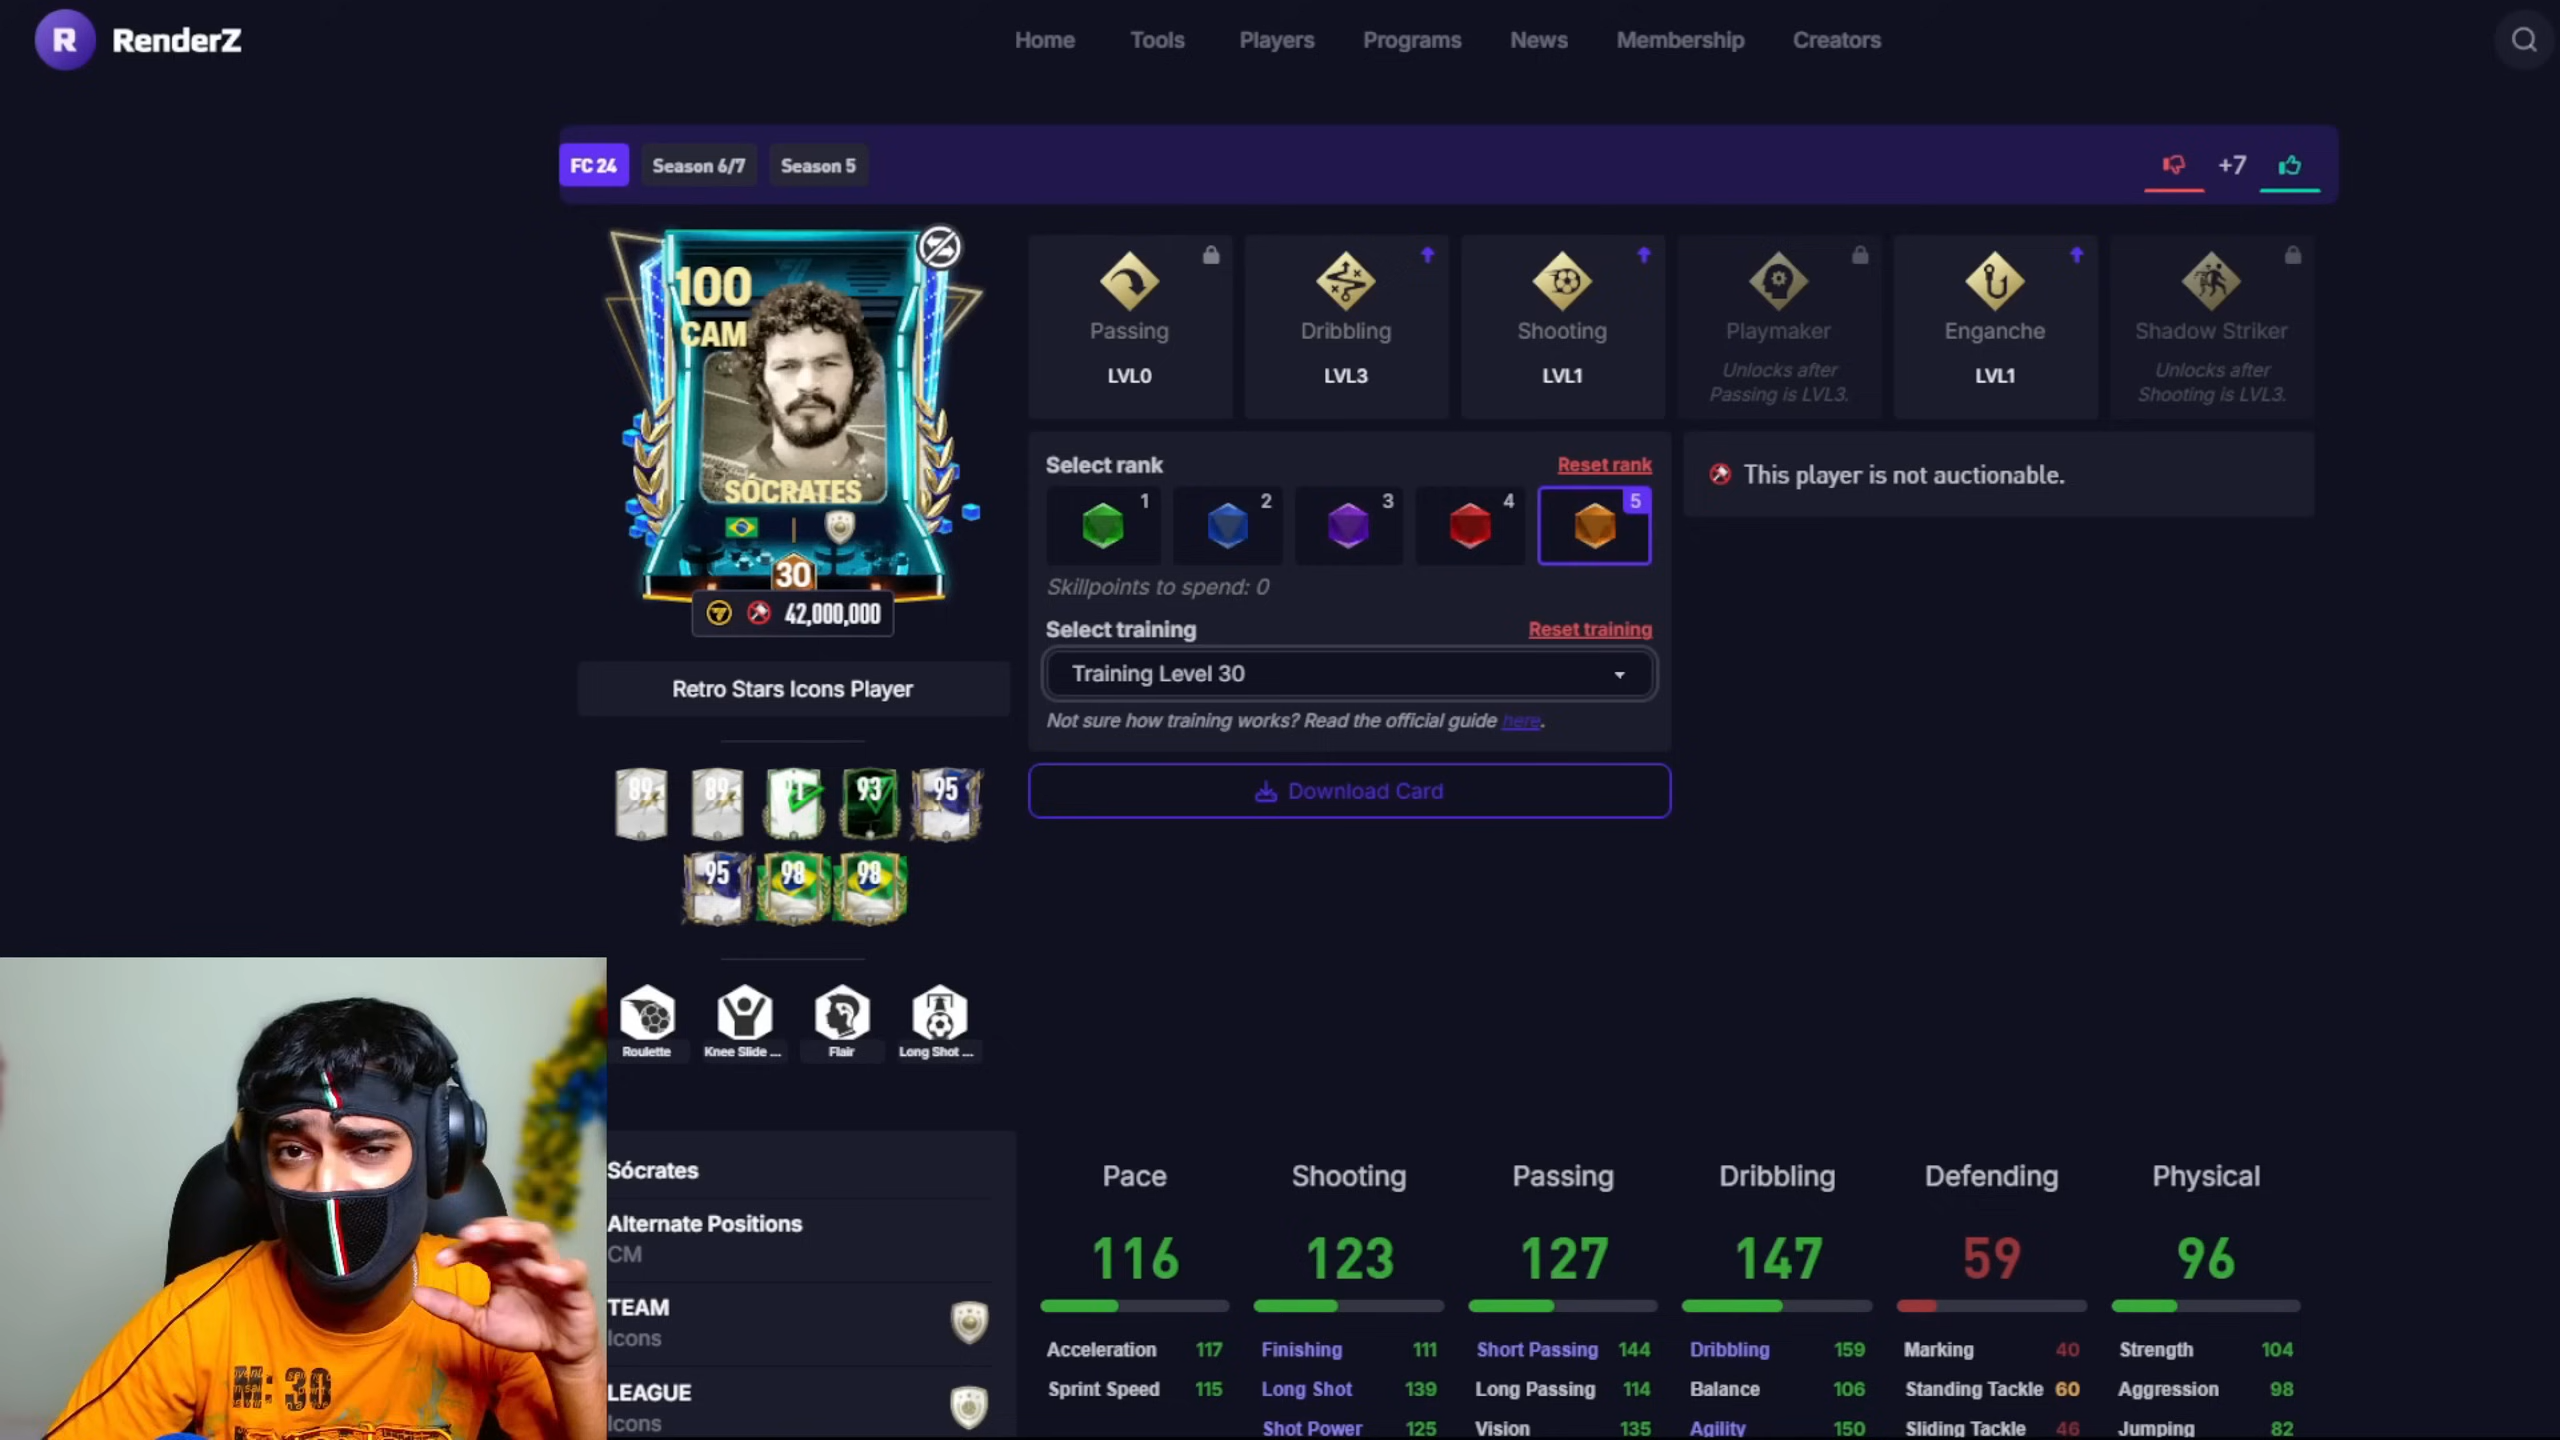 R RenderZ
Home Tools Players Programs News Membership Creators
FC 24 Season 6/7 Season 5
+7
100
CAM
SÓCRATES
30
42,000,000
Retro Stars Icons Player
89 89 91 93 95
95 98 98
Roulette Knee Slide ... Flair Long Shot ...
Passing
LVL0
Dribbling
LVL3
Shooting
LVL1
Playmaker
Unlocks after
Passing is LVL3.
Enganche
LVL1
Shadow Striker
Unlocks after
Shooting is LVL3.
Select rank Reset rank
1 2 3 4 5
Skillpoints to spend: 0
Select training Reset training
Training Level 30
Not sure how training works? Read the official guide here.
Download Card
This player is not auctionable.
Sócrates
Alternate Positions
CM
TEAM
Icons
LEAGUE
Icons
Pace Shooting Passing Dribbling Defending Physical
116 123 127 147 59 96
Acceleration 117 Finishing 111 Short Passing 144 Dribbling 159 Marking 40 Strength 104
Sprint Speed 115 Long Shot 139 Long Passing 114 Balance 106 Standing Tackle 60 Aggression 98
Shot Power 125 Vision 135 Agility 150 Sliding Tackle 46 Jumping 82
M: 30